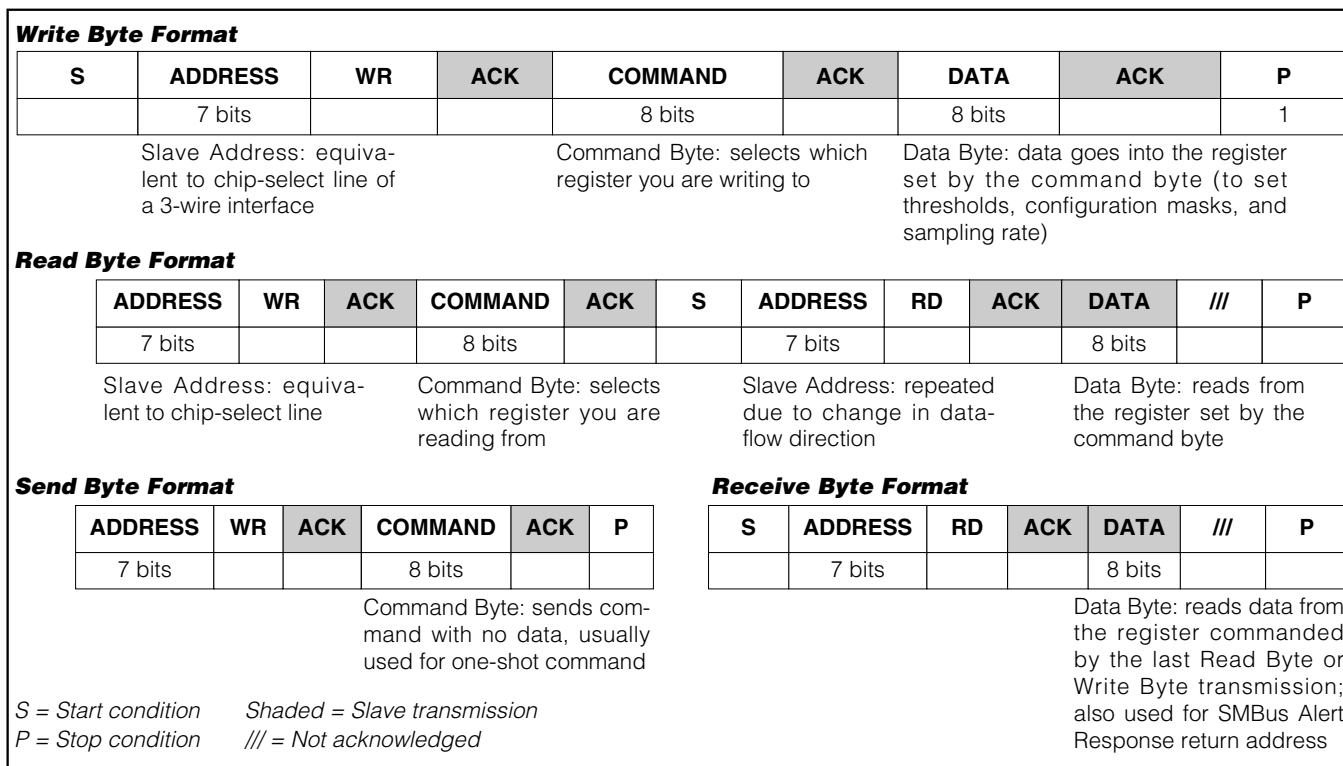 Write Byte Format
S ADDRESS WR ACK COMMAND ACK DATA ACK P
7 bits 8 bits 8 bits 1
Slave Address: equiva-
lent to chip-select line of
a 3-wire interface
Command Byte: selects which
register you are writing to
Data Byte: data goes into the register
set by the command byte (to set
thresholds, configuration masks, and
sampling rate)
Read Byte Format
ADDRESS WR ACK COMMAND ACK S ADDRESS RD ACK DATA /// P
7 bits 8 bits 7 bits 8 bits
Slave Address: equiva-
lent to chip-select line
Command Byte: selects
which register you are
reading from
Slave Address: repeated
due to change in data-
flow direction
Data Byte: reads from
the register set by the
command byte
Send Byte Format
ADDRESS WR ACK COMMAND ACK P
7 bits 8 bits
Command Byte: sends com-
mand with no data, usually
used for one-shot command
Receive Byte Format
S ADDRESS RD ACK DATA /// P
7 bits 8 bits
Data Byte: reads data from
the register commanded
by the last Read Byte or
Write Byte transmission;
also used for SMBus Alert
Response return address
S = Start condition Shaded = Slave transmission
P = Stop condition /// = Not acknowledged